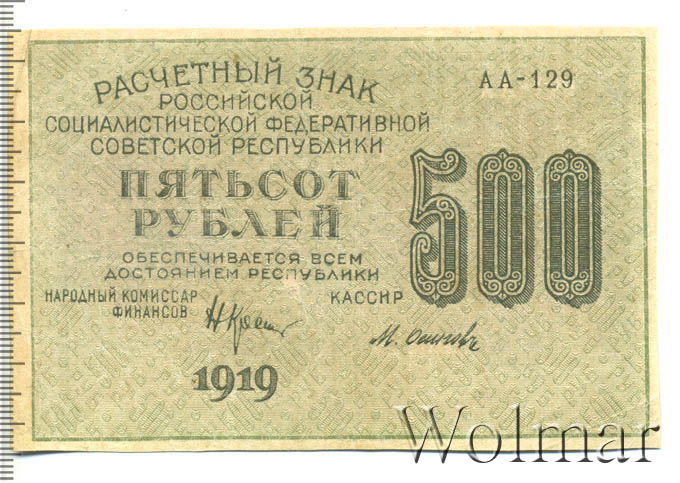 РАСЧЕТНЫЙ ЗНАК
АА-129
РОССИЙСКОЙ
СОЦИАЛИСТИЧЕСКОЙ ФЕДЕРАТИВНОЙ
СОВЕТСКОЙ РЕСПУБЛИКИ
ПЯТЬСОТ
РУБЛЕЙ
500
ОБЕСПЕЧИВАЕТСЯ ВСЕМ
ДОСТОЯНИЕМ РЕСПУБЛИКИ
НАРОДНЫЙ КОМИССАР
ФИНАНСОВ
КАССИР
1919
Wolmar